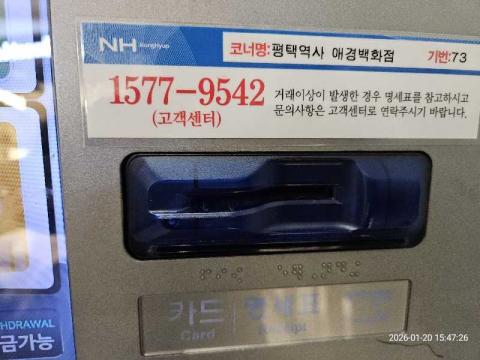 NH Nonghyup
코너명:평택역사 애경백화점 기번:73
1577-9542
(고객센터)
거래이상이 발생한 경우 명세표를 참고하시고
문의사항은 고객센터로 연락주시기 바랍니다.
카드 명세표
Card Receipt
HDRAWAL
금가능
2026-01-20 15:47:26